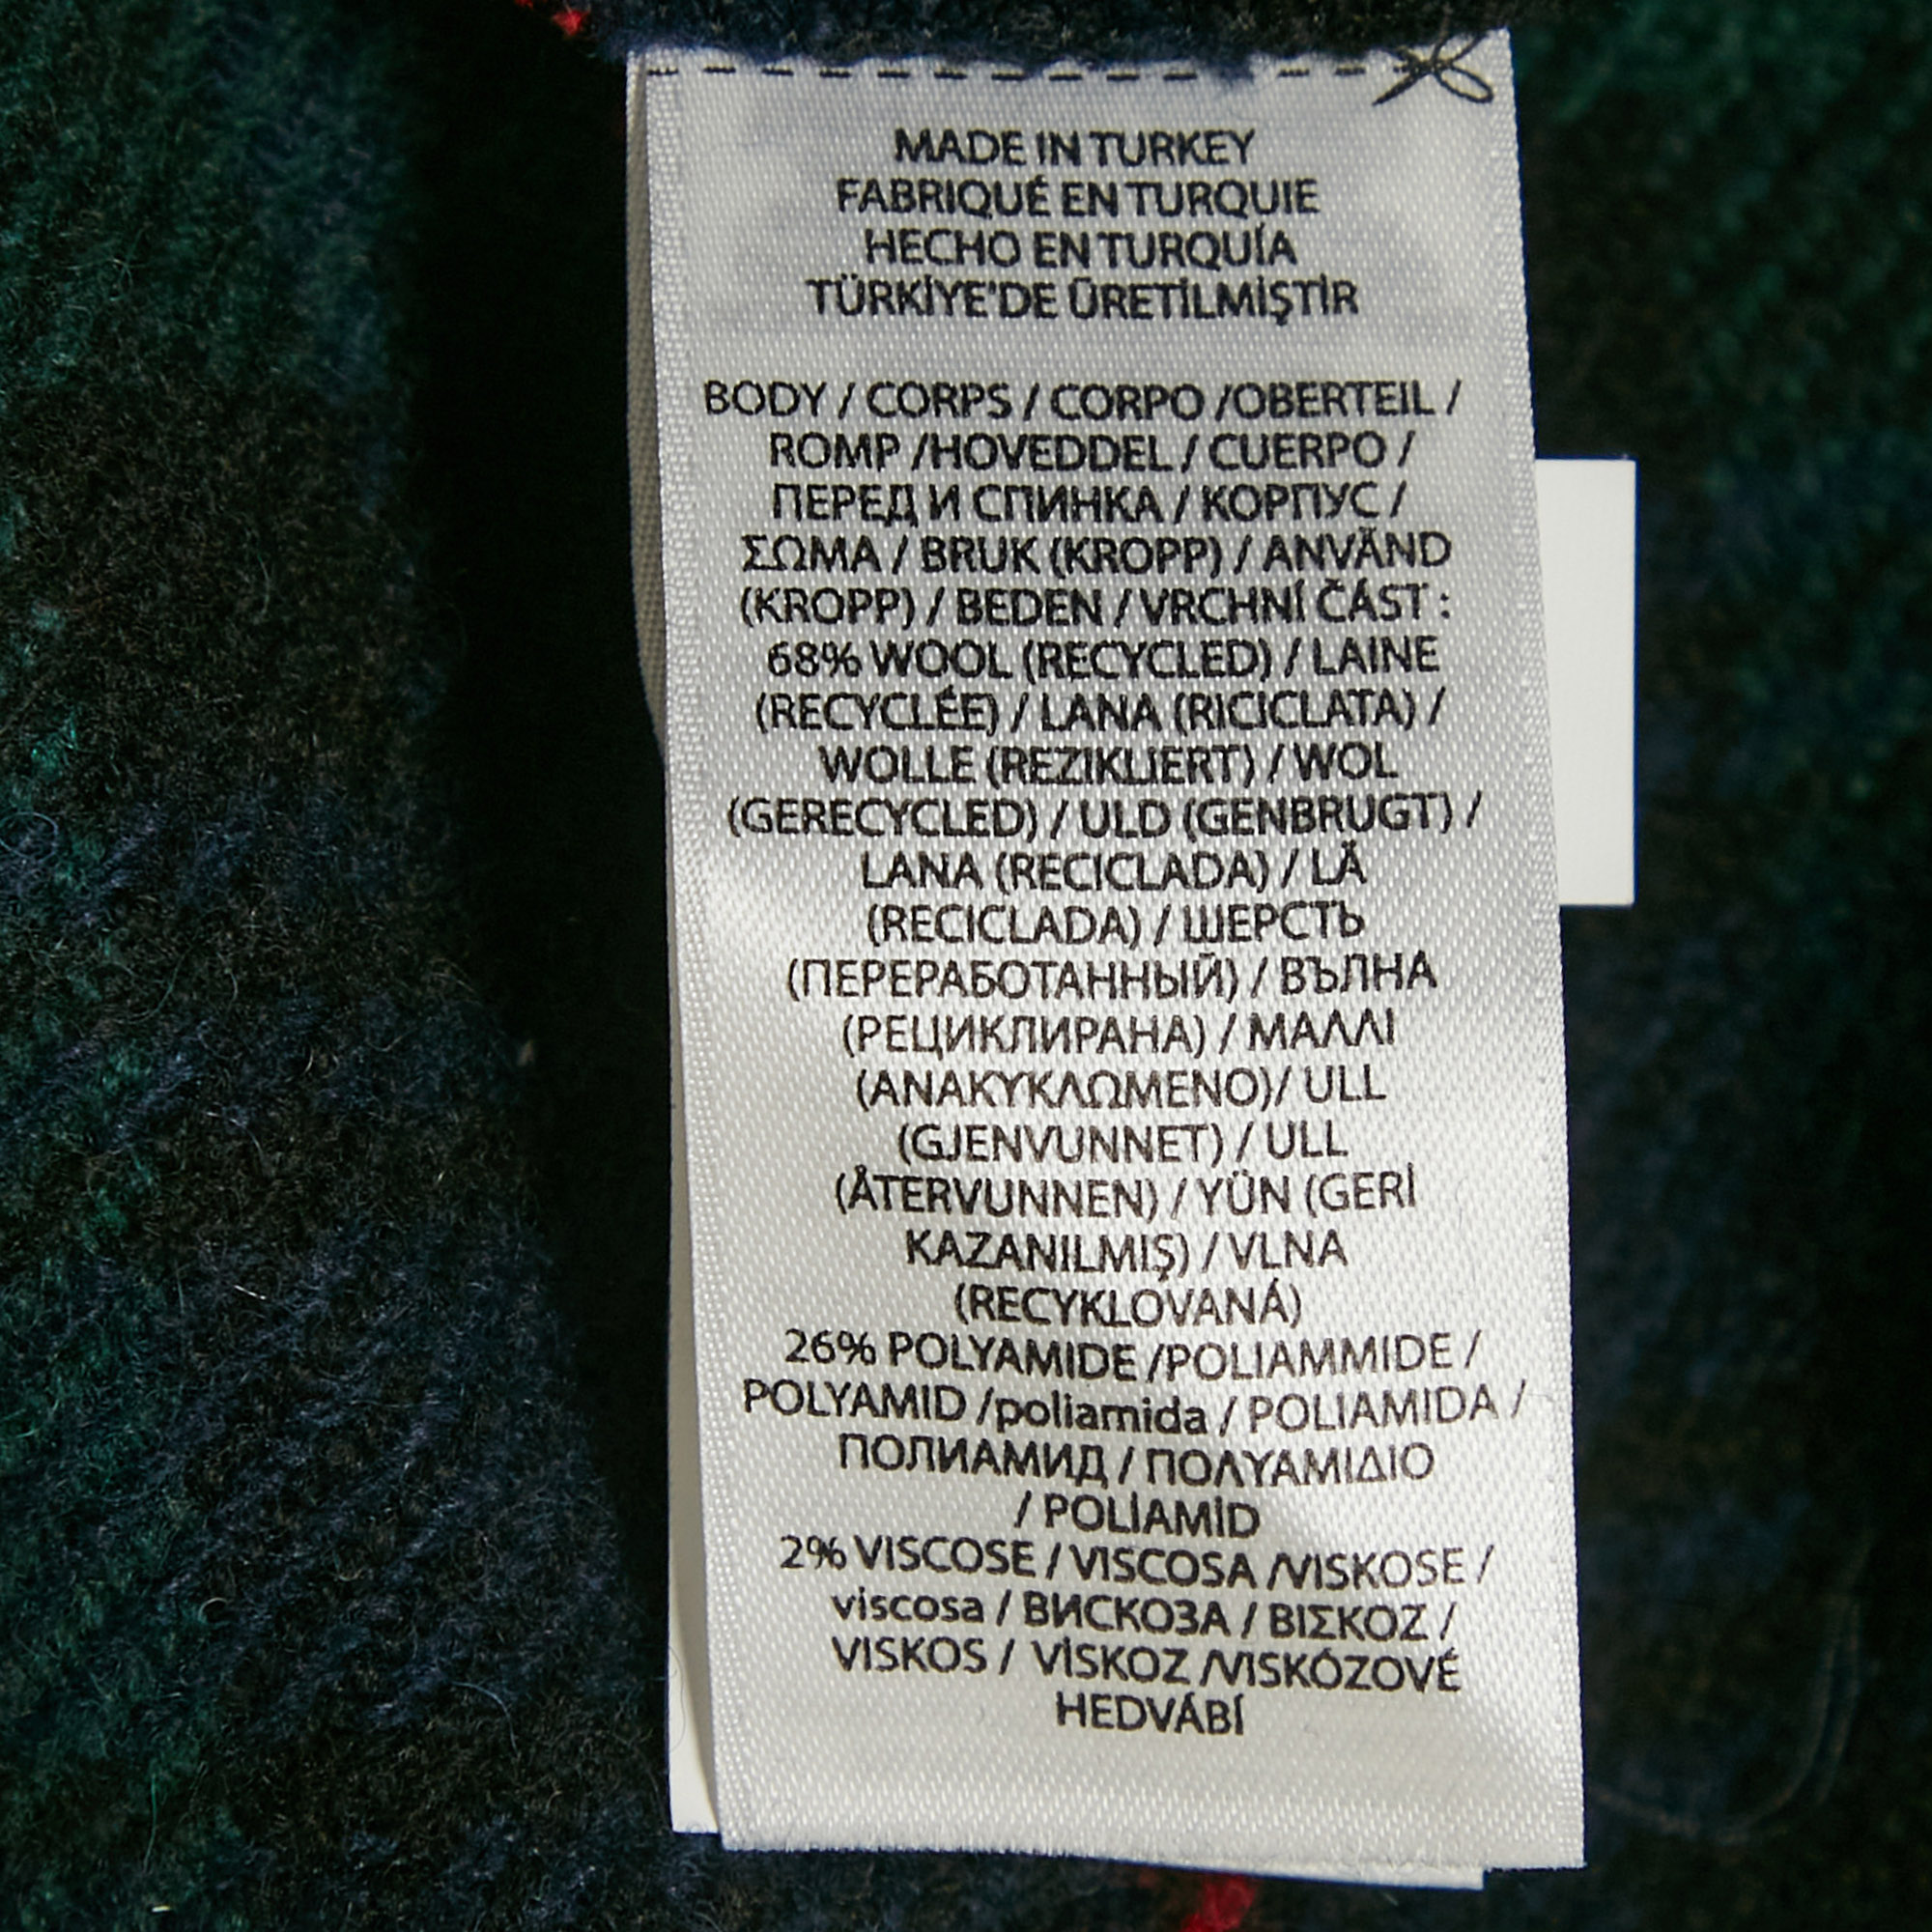 MADE IN TURKEY
FABRIQUÉ EN TURQUIE
HECHO EN TURQUÍA
TÜRKİYE'DE ÜRETİLMİŞTİR
BODY / CORPS / CORPO /OBERTEIL /
ROMP /HOVEDDEL / CUERPO /
ПЕРЕД И СПИНКА / КОРПУС /
ΣΩΜΑ / BRUK (KROPP) / ANVÄND
(KROPP) / BEDEN / VRCHNÍ ČÁST :
68% WOOL (RECYCLED) / LAINE
(RECYCLÉE) / LANA (RICICLATA) /
WOLLE (REZIKLIERT) / WOL
(GERECYCLED) / ULD (GENBRUGT) /
LANA (RECICLADA) / LÃ
(RECICLADA) / ШЕРСТЬ
(ПЕРЕРАБОТАННЫЙ) / ВЪЛНА
(РЕЦИКЛИРАНА) / ΜΑΛΛΙ
(ΑΝΑΚΥΚΛΩΜΕΝΟ)/ ULL
(GJENVUNNET) / ULL
(ÅTERVUNNEN) / YÜN (GERİ
KAZANILMIŞ) / VLNA
(RECYKLOVANÁ)
26% POLYAMIDE /POLIAMMIDE /
POLYAMID /poliamida / POLIAMIDA /
ПОЛИАМИД / ΠΟΛΥΑΜΙΔΙΟ
/ POLİAMİD
2% VISCOSE / VISCOSA /VISKOSE /
viscosa / ВИСКОЗА / ΒΙΣΚΟΖ /
VISKOS / VİSKOZ /VISKÓZOVÉ
HEDVÁBÍ